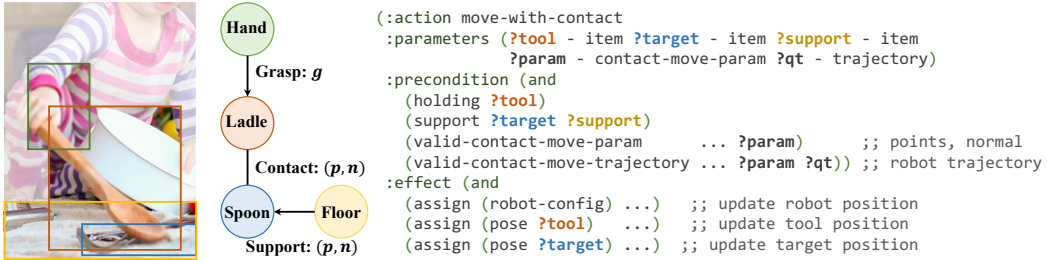 Hand
Grasp: g
Ladle
Contact: (p, n)
Spoon
Floor
Support: (p, n)
(:action move-with-contact
:parameters (?tool - item ?target - item ?support - item
?param - contact-move-param ?qt - trajectory)
:precondition (and
(holding ?tool)
(support ?target ?support)
(valid-contact-move-param ... ?param) ;; points, normal
(valid-contact-move-trajectory ... ?param ?qt)) ;; robot trajectory
:effect (and
(assign (robot-config) ...) ;; update robot position
(assign (pose ?tool) ...) ;; update tool position
(assign (pose ?target) ...) ;; update target position